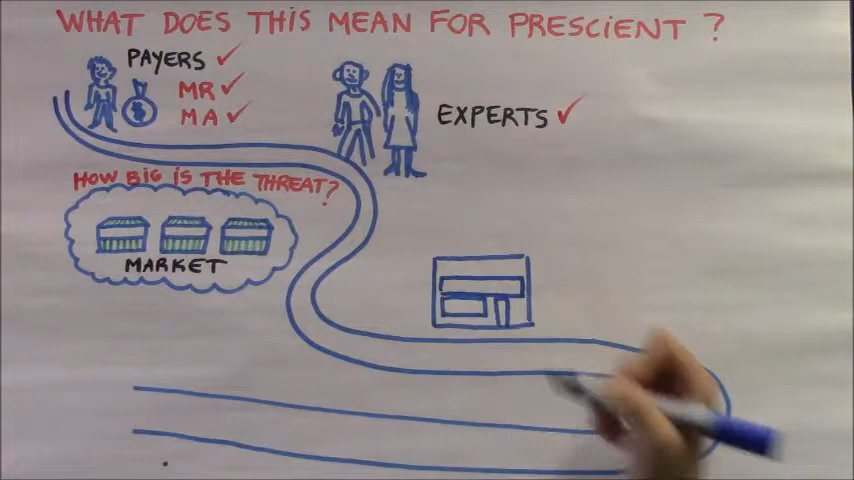 WHAT DOES THIS MEAN FOR PRESCIENT ?
PAYERS ✓
MR ✓
MA ✓
EXPERTS ✓
HOW BIG IS THE THREAT?
MARKET